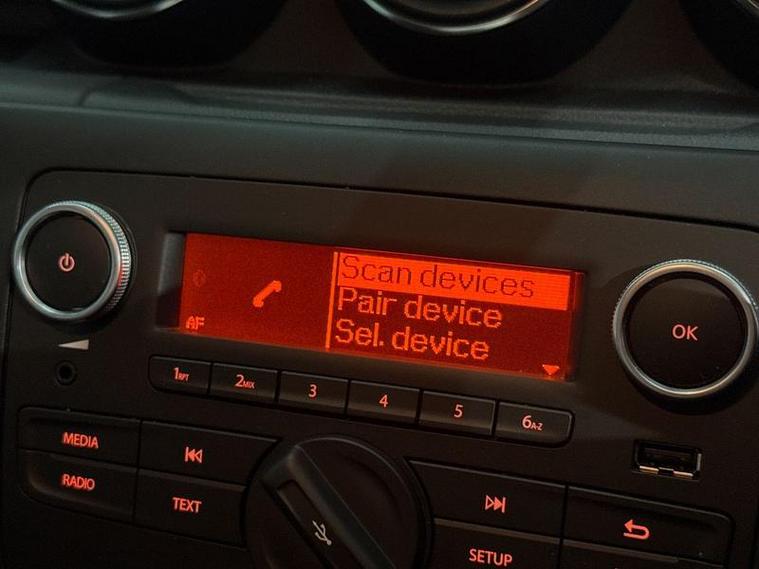 Scan devices
Pair device
Sel. device
AF
OK
1RPT
2MIX
3
4
5
6A-Z
MEDIA
RADIO
TEXT
SETUP